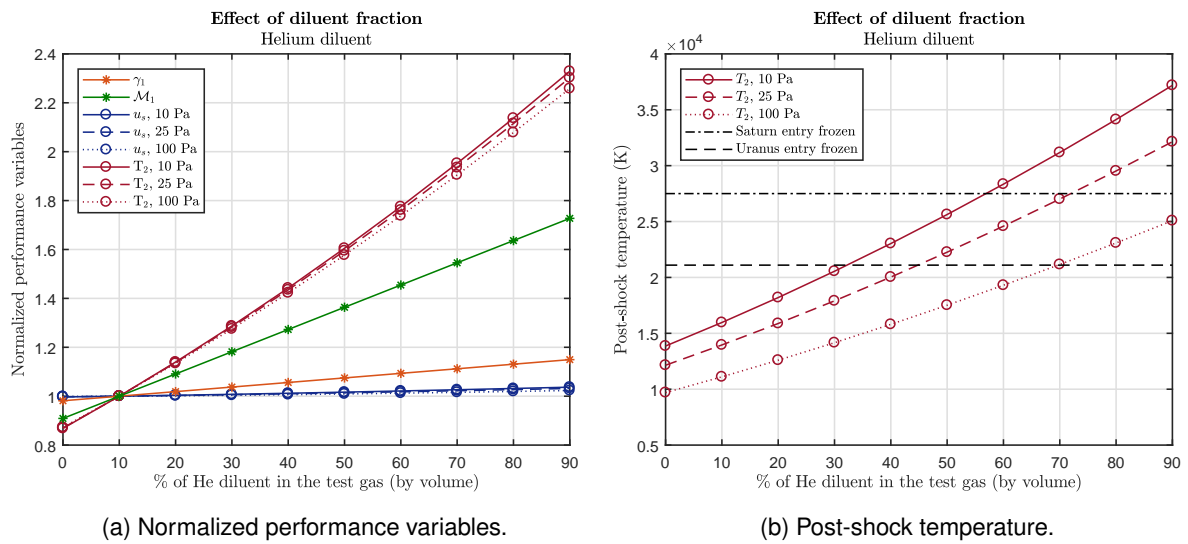 Effect of diluent fraction
Helium diluent
Normalized performance variables
2.4
2.2
2.0
1.8
1.6
1.4
1.2
1
0.8
γ₁
ℳ₁
uₛ, 10 Pa
uₛ, 25 Pa
uₛ, 100 Pa
T₂, 10 Pa
T₂, 25 Pa
T₂, 100 Pa
0 10 20 30 40 50 60 70 80 90
% of He diluent in the test gas (by volume)
(a) Normalized performance variables.
Effect of diluent fraction
Helium diluent
×10⁴
Post-shock temperature (K)
4
3.5
3
2.5
2
1.5
1
0.5
T₂, 10 Pa
T₂, 25 Pa
T₂, 100 Pa
Saturn entry frozen
Uranus entry frozen
0 10 20 30 40 50 60 70 80 90
% of He diluent in the test gas (by volume)
(b) Post-shock temperature.